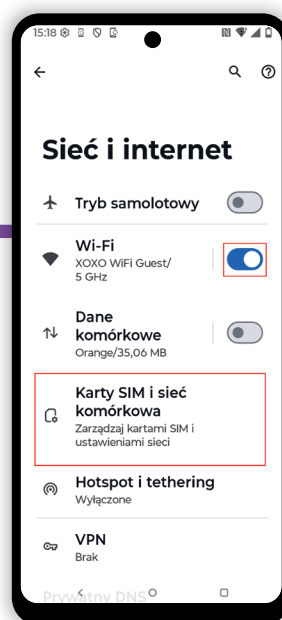 15:18
Sieć i internet
Tryb samolotowy
Wi-Fi
XOXO WiFi Guest/
5 GHz
Dane
komórkowe
Orange/35,06 MB
Karty SIM i sieć
komórkowa
Zarządzaj kartami SIM i
ustawieniami sieci
Hotspot i tethering
Wyłączone
VPN
Brak
Prywatny DNS